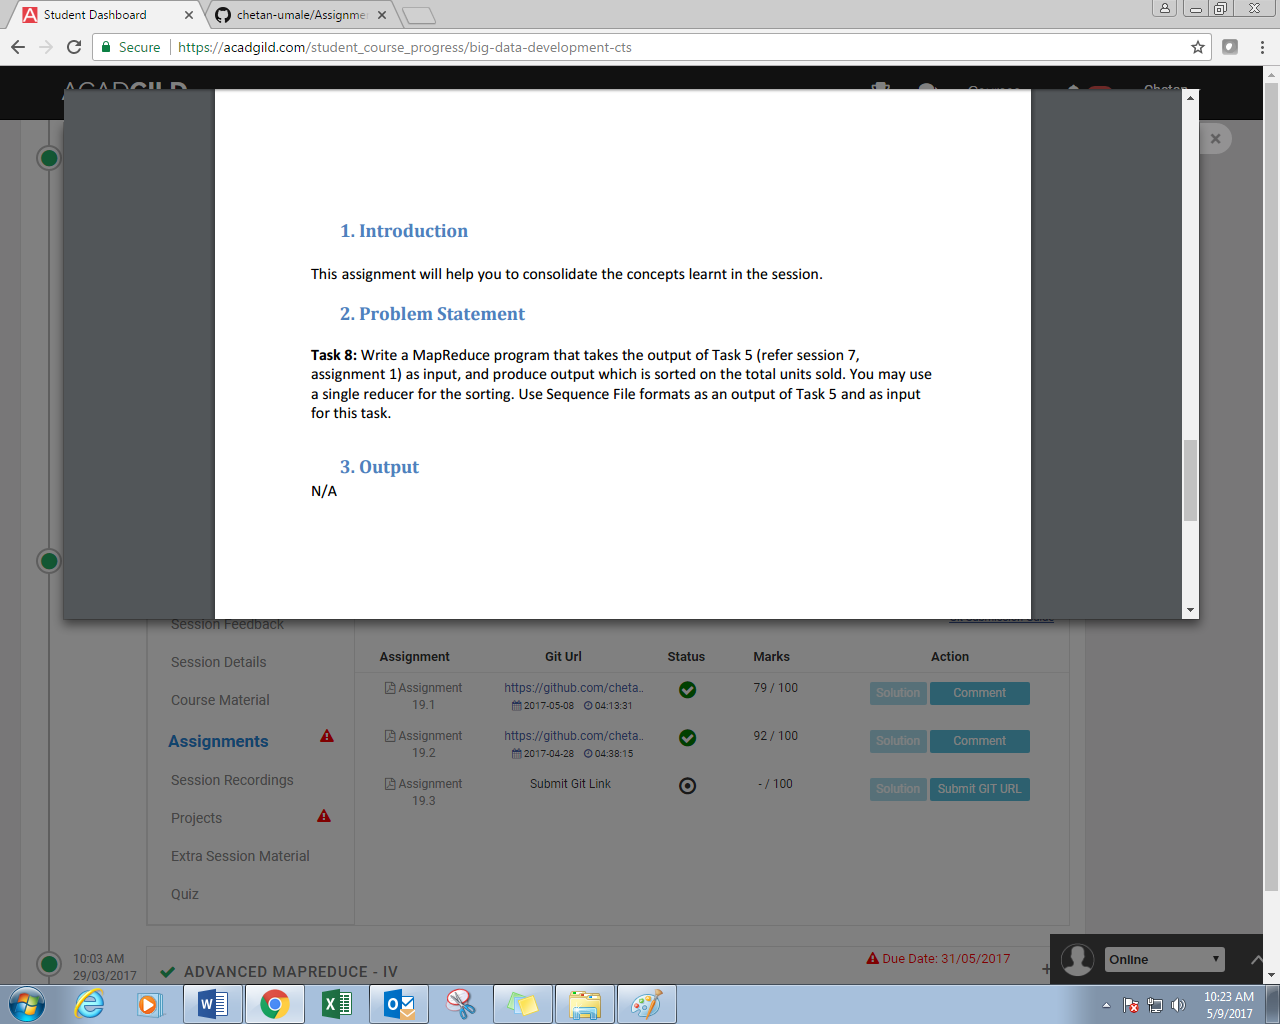 Student Dashboard
chetan-umale/Assignme
Secure
https://acadgild.com/student_course_progress/big-data-development-cts
ACADGILD
Courses
Chetan
1. Introduction
This assignment will help you to consolidate the concepts learnt in the session.
2. Problem Statement
Task 8: Write a MapReduce program that takes the output of Task 5 (refer session 7,
assignment 1) as input, and produce output which is sorted on the total units sold. You may use
a single reducer for the sorting. Use Sequence File formats as an output of Task 5 and as input
for this task.
3. Output
N/A
Session Feedback
Session Details
Course Material
Assignments
Session Recordings
Projects
Extra Session Material
Quiz
Assignment Git Url Status Marks Action
Assignment 19.1 https://github.com/cheta.. 79 / 100 Solution Comment
2017-05-08 04:13:31
Assignment 19.2 https://github.com/cheta.. 92 / 100 Solution Comment
2017-04-28 04:38:15
Assignment 19.3 Submit Git Link - / 100 Solution Submit GIT URL
10:03 AM
29/03/2017
ADVANCED MAPREDUCE - IV
Due Date: 31/05/2017
Online
10:23 AM
5/9/2017